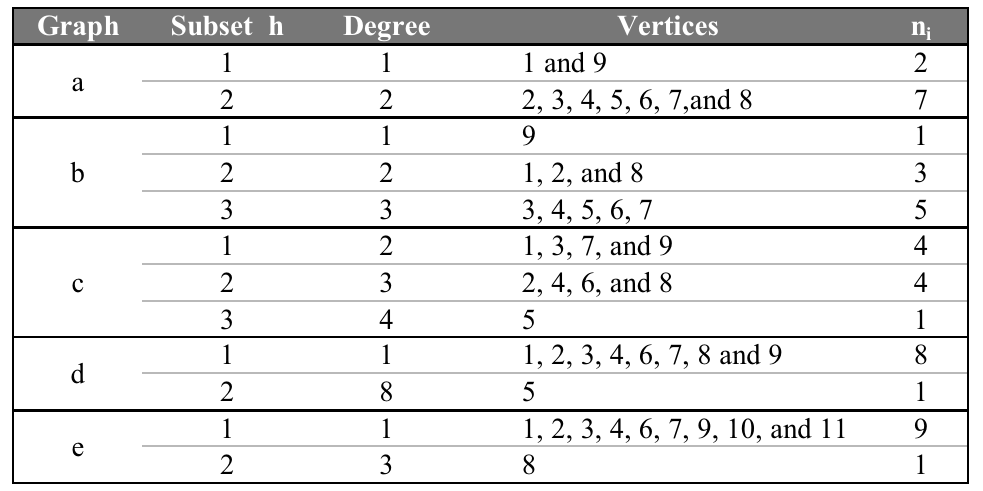 Graph Subset h Degree Vertices ni
a
1 1 1 and 9 2
2 2 2, 3, 4, 5, 6, 7,and 8 7
b
1 1 9 1
2 2 1, 2, and 8 3
3 3 3, 4, 5, 6, 7 5
c
1 2 1, 3, 7, and 9 4
2 3 2, 4, 6, and 8 4
3 4 5 1
d
1 1 1, 2, 3, 4, 6, 7, 8 and 9 8
2 8 5 1
e
1 1 1, 2, 3, 4, 6, 7, 9, 10, and 11 9
2 3 8 1